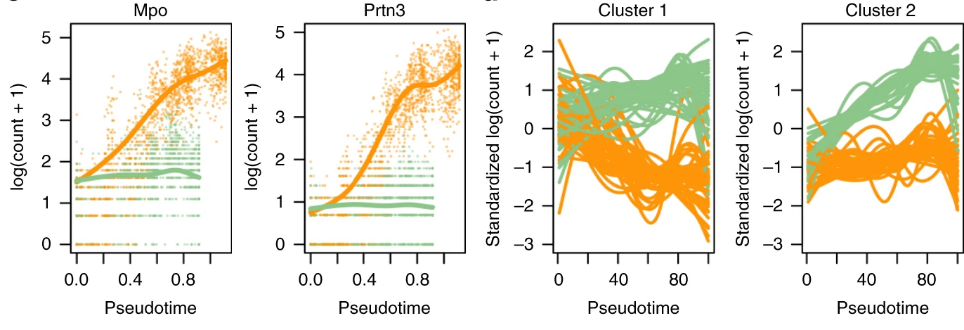 Mpo
log(count + 1)
5
4
3
2
1
0
0.0 0.4 0.8
Pseudotime
Prtn3
log(count + 1)
5
4
3
2
1
0
0.0 0.4 0.8
Pseudotime
Cluster 1
Standardized log(count + 1)
2
1
0
−1
−2
−3
0 40 80
Pseudotime
Cluster 2
Standardized log(count + 1)
2
1
0
−1
−2
−3
0 40 80
Pseudotime